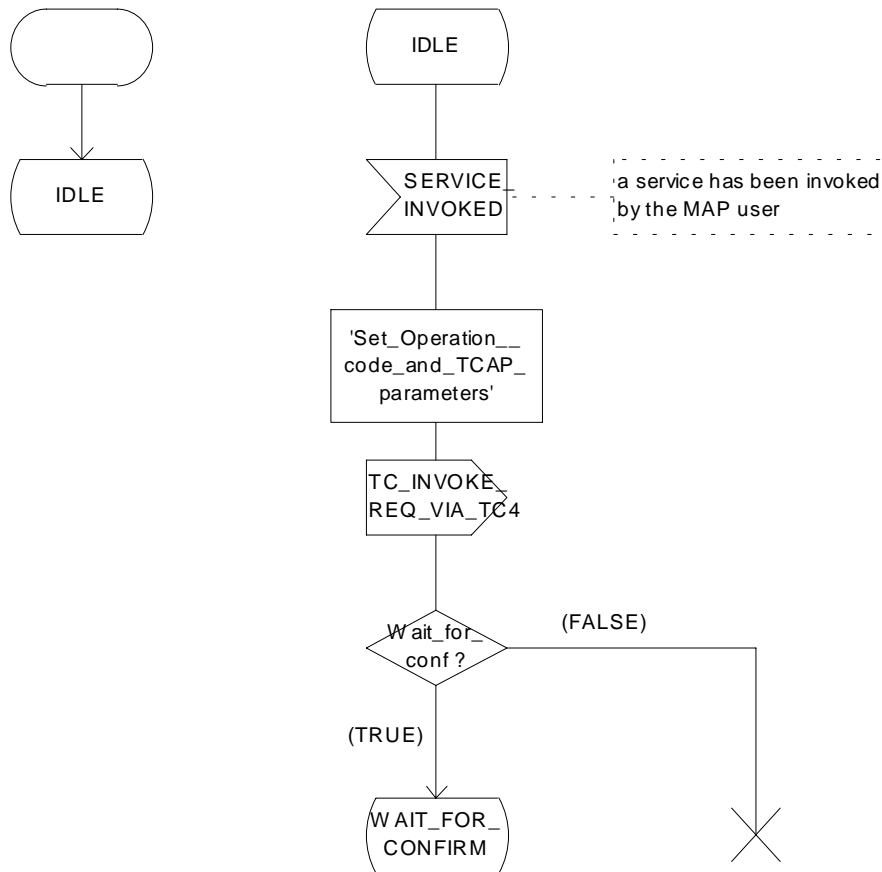 IDLE
IDLE
SERVICE_
INVOKED
a service has been invoked
by the MAP user
'Set_Operation__
code_and_TCAP_
parameters'
TC_INVOKE_
REQ_VIA_TC4
Wait_for_
conf ?
(FALSE)
(TRUE)
WAIT_FOR_
CONFIRM